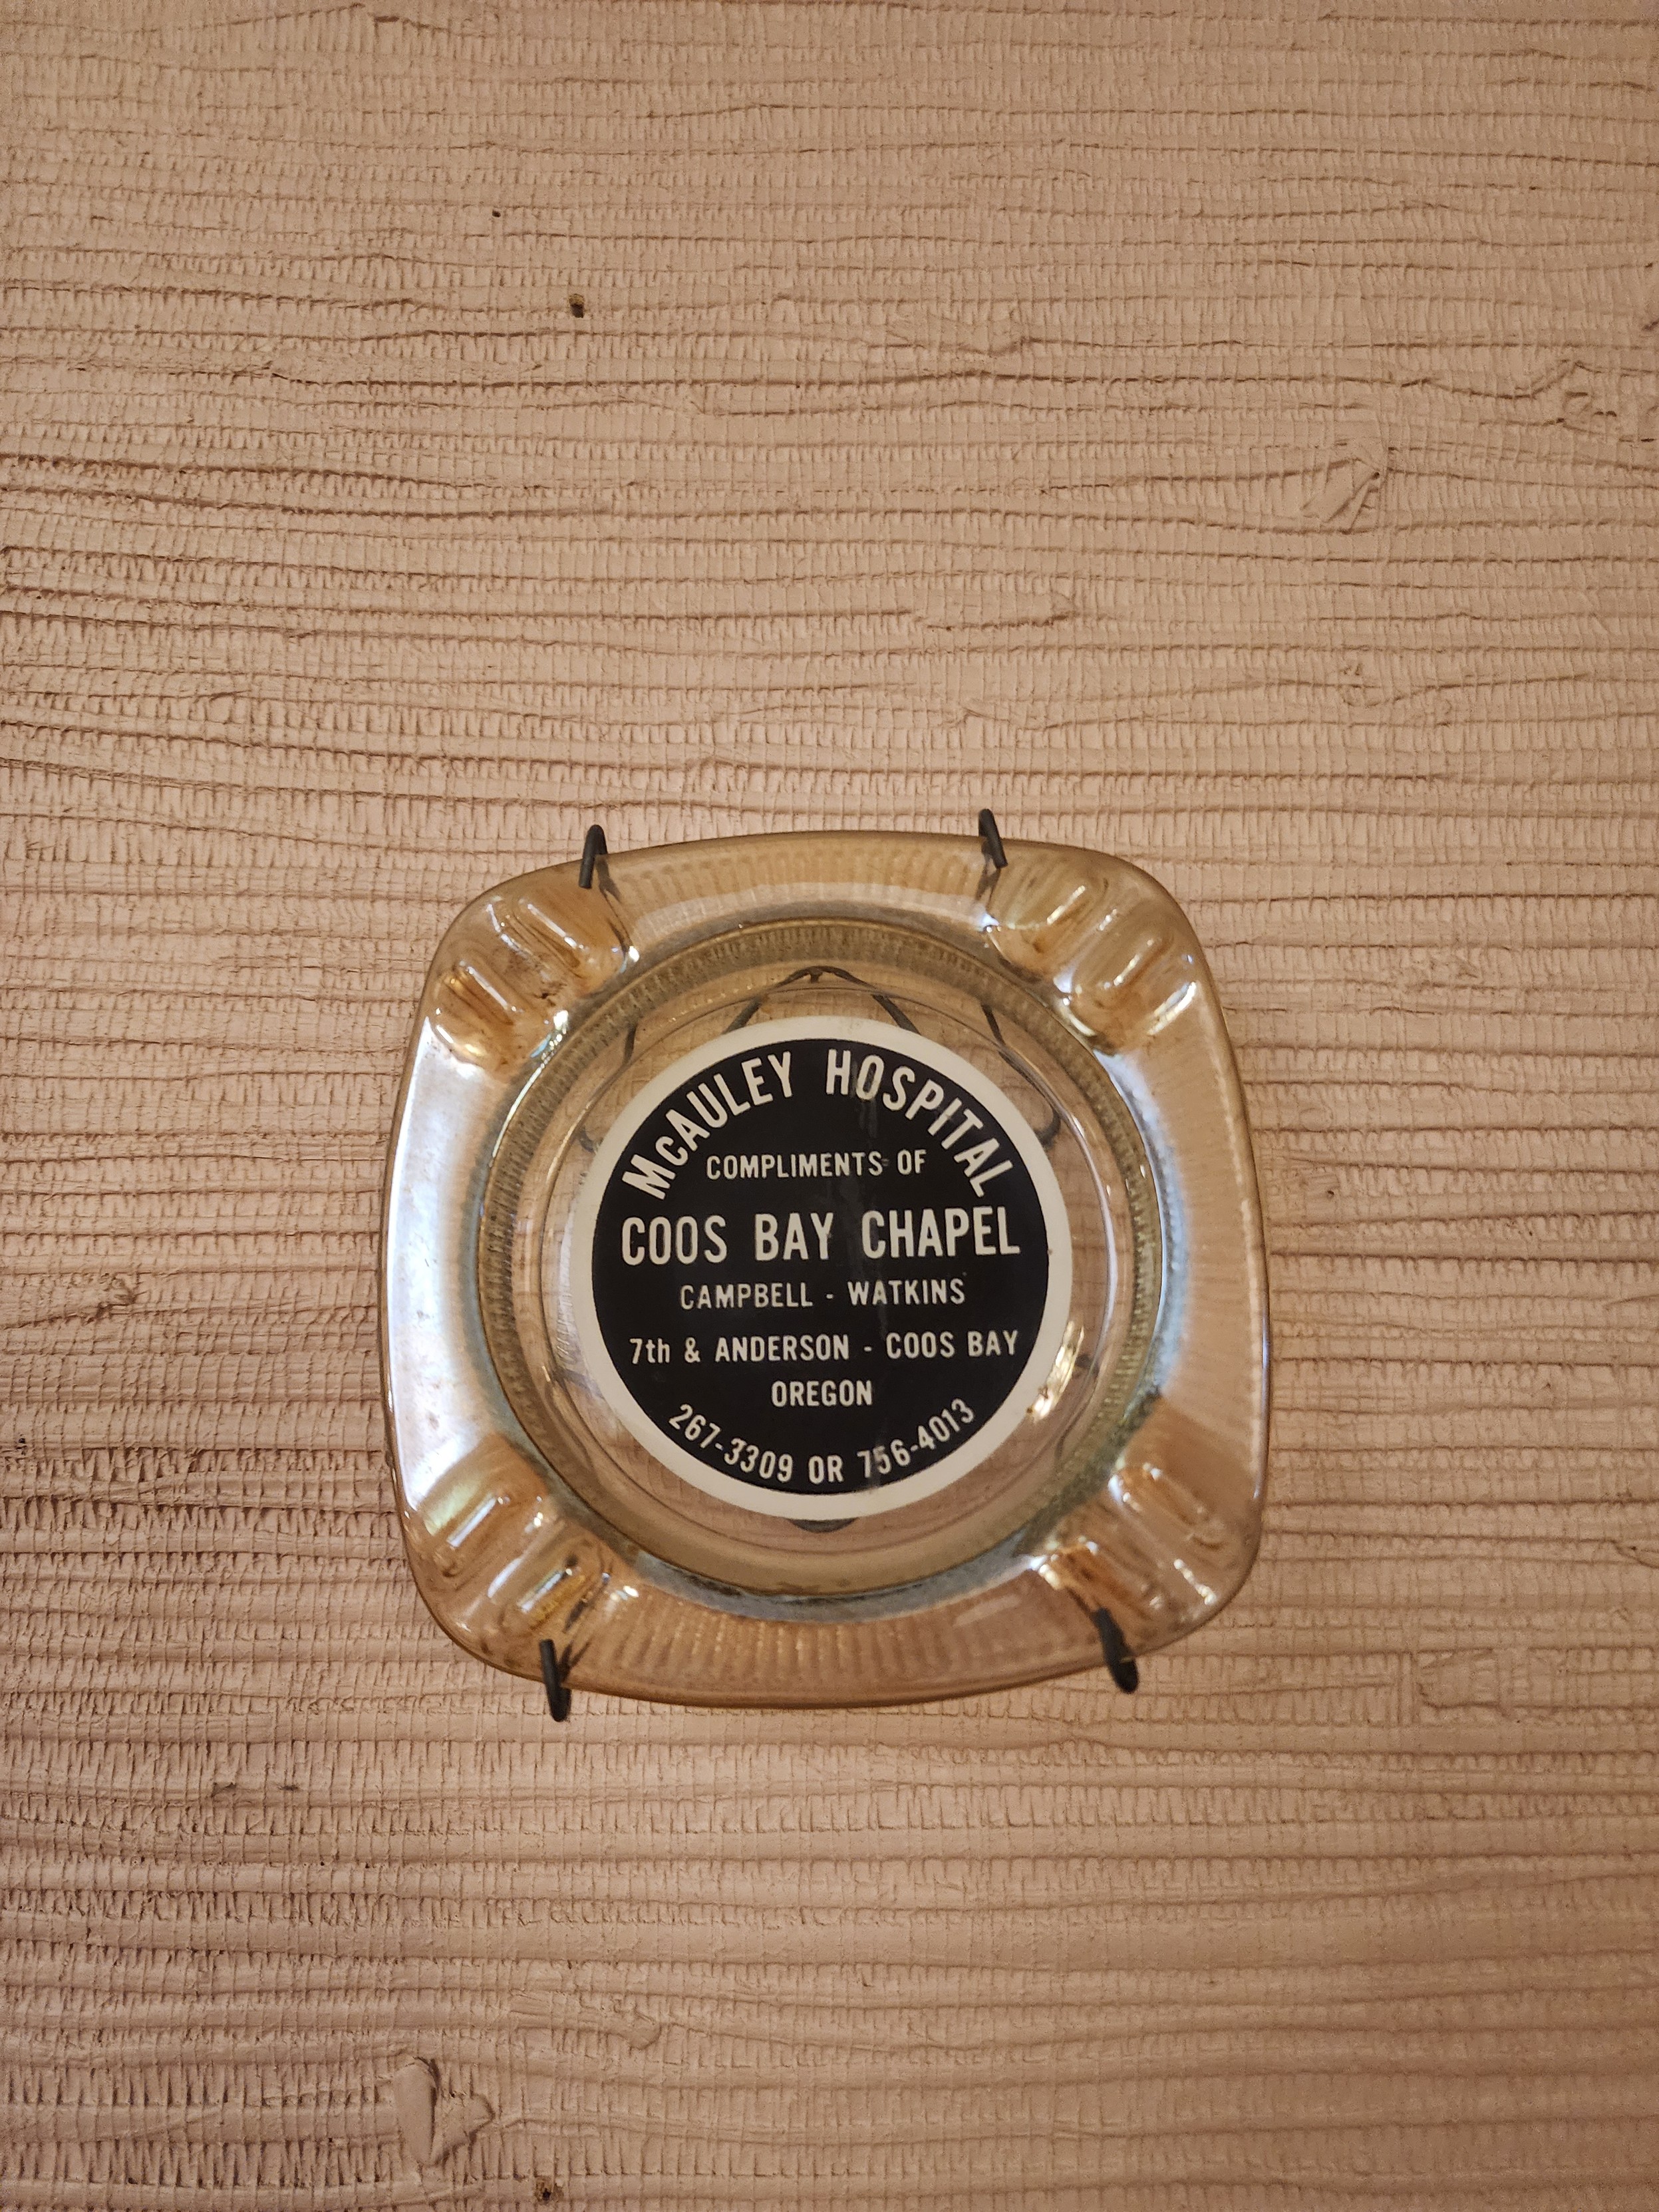 McAULEY HOSPITAL
COMPLIMENTS OF
COOS BAY CHAPEL
CAMPBELL - WATKINS
7th & ANDERSON - COOS BAY
OREGON
267-3309 OR 756-4013